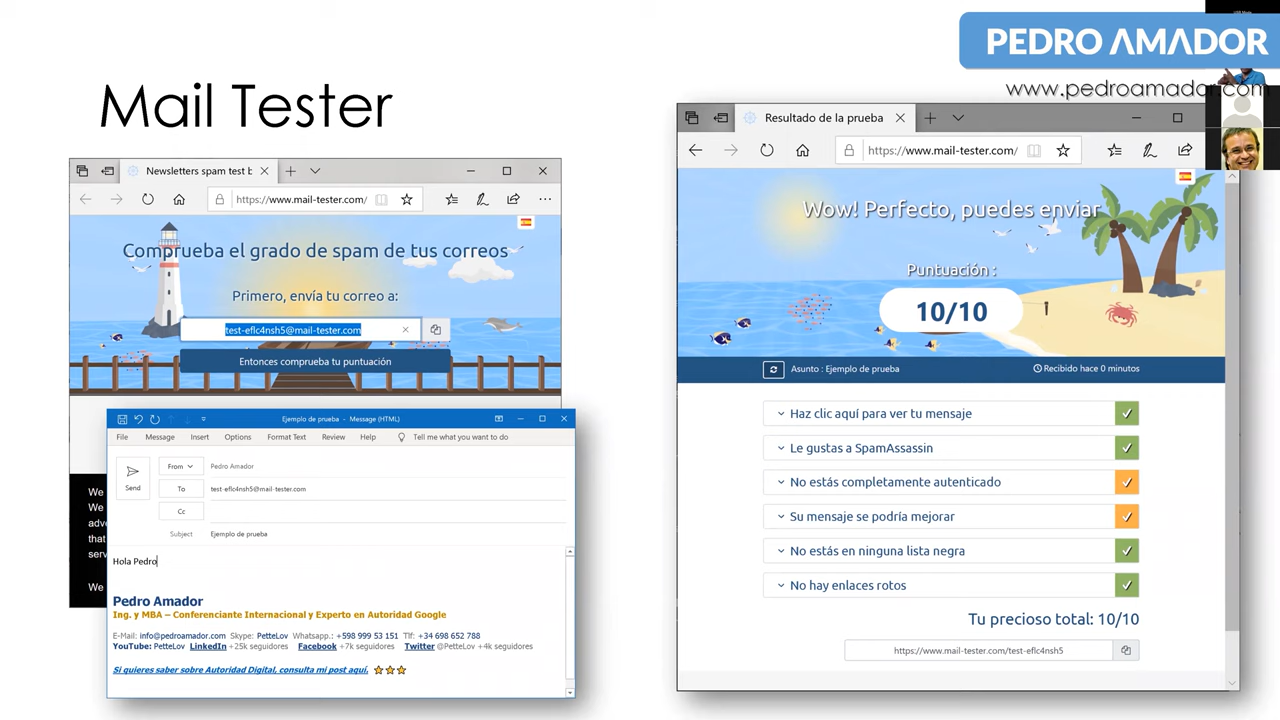 PEDRO AMADOR
www.pedroamador.com
Mail Tester
Newsletters spam test b
https://www.mail-tester.com/
Comprueba el grado de spam de tus correos
Primero, envía tu correo a:
test-eflc4nsh5@mail-tester.com
Entonces comprueba tu puntuación
We
We
adve
that
serv
We
Ejemplo de prueba - Message (HTML)
File Message Insert Options Format Text Review Help Tell me what you want to do
Send
From Pedro Amador
To test-eflc4nsh5@mail-tester.com
Cc
Subject Ejemplo de prueba
Hola Pedro
Pedro Amador
Ing. y MBA – Conferenciante Internacional y Experto en Autoridad Google
E-Mail: info@pedroamador.com Skype: PetteLov Whatsapp.: +598 999 53 151 Tlf: +34 698 652 788
YouTube: PetteLov LinkedIn +25k seguidores Facebook +7k seguidores Twitter @PetteLov +4k seguidores
Si quieres saber sobre Autoridad Digital, consulta mi post aquí.
Resultado de la prueba
https://www.mail-tester.com/
Wow! Perfecto, puedes enviar
Puntuación :
10/10
Asunto : Ejemplo de prueba Recibido hace 0 minutos
Haz clic aquí para ver tu mensaje
Le gustas a SpamAssassin
No estás completamente autenticado
Su mensaje se podría mejorar
No estás en ninguna lista negra
No hay enlaces rotos
Tu precioso total: 10/10
https://www.mail-tester.com/test-eflc4nsh5